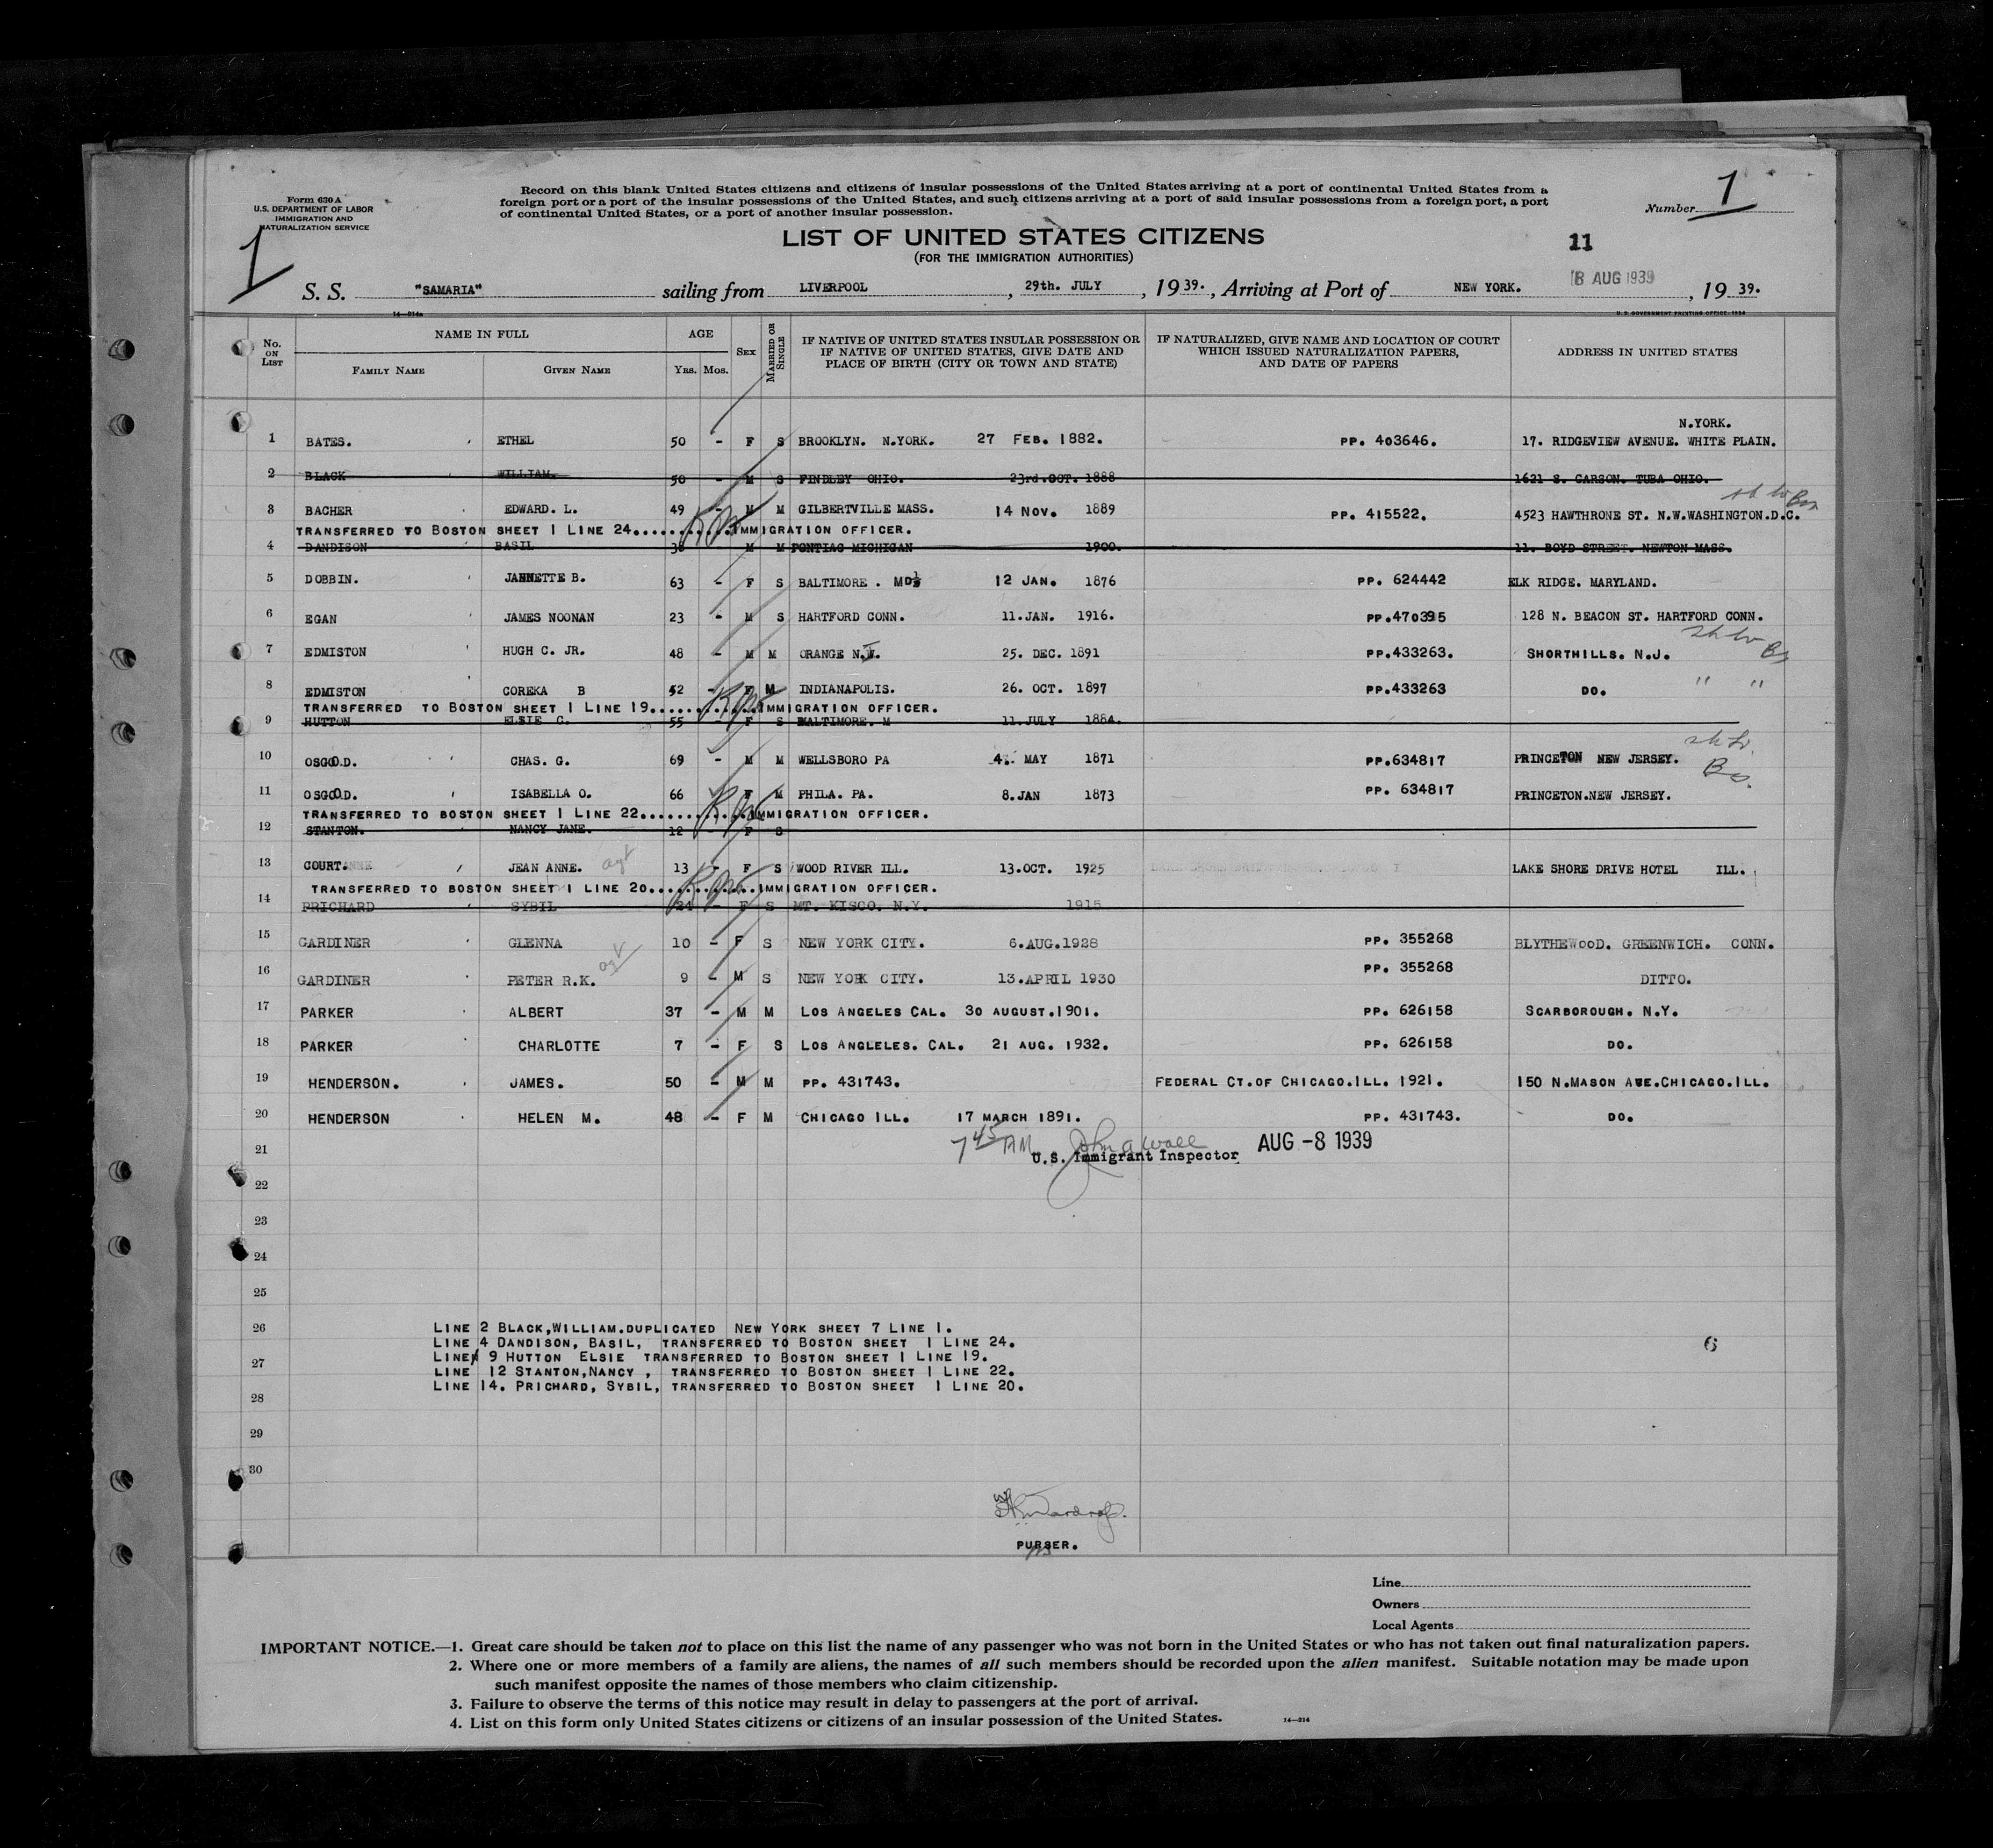 Form 630 A
U.S. DEPARTMENT OF LABOR
IMMIGRATION AND
NATURALIZATION SERVICE
1
Record on this blank United States citizens and citizens of insular possessions of the United States arriving at a port of continental United States from a
foreign port or a port of the insular possessions of the United States, and such citizens arriving at a port of said insular possessions from a foreign port, a port
of continental United States, or a port of another insular possession.
Number 1
LIST OF UNITED STATES CITIZENS
(FOR THE IMMIGRATION AUTHORITIES)
11
8 AUG 1939
S. S. "SAMARIA" sailing from LIVERPOOL, 29th. JULY, 1939., Arriving at Port of NEW YORK. , 1939.
14—214a
U.S. GOVERNMENT PRINTING OFFICE: 1934
No. ON LIST NAME IN FULL FAMILY NAME GIVEN NAME AGE YRS. MOS. SEX MARRIED OR SINGLE IF NATIVE OF UNITED STATES INSULAR POSSESSION OR IF NATIVE OF UNITED STATES, GIVE DATE AND PLACE OF BIRTH (CITY OR TOWN AND STATE) IF NATURALIZED, GIVE NAME AND LOCATION OF COURT WHICH ISSUED NATURALIZATION PAPERS, AND DATE OF PAPERS ADDRESS IN UNITED STATES
N.YORK.
1 BATES. ETHEL 50 - F S BROOKLYN. N.YORK. 27 FEB. 1882. PP. 403646. 17. RIDGEVIEW AVENUE. WHITE PLAIN.
2 BLACK WILLIAM. 50 - M S FINDLEY OHIO. 23rd.OCT. 1888 1621 S. CARSON. TUBA OHIO.
3 BACHER EDWARD. L. 49 - M M GILBERTVILLE MASS. 14 NOV. 1889 PP. 415522. 4523 HAWTHRONE ST. N.W.WASHINGTON.D.C.
TRANSFERRED TO BOSTON SHEET 1 LINE 24............IMMIGRATION OFFICER.
4 DANDISON BASIL 38 M M PONTIAC MICHIGAN 1900. 11. BOYD STREET. NEWTON MASS.
5 DOBBIN. JANNETTE B. 63 - F S BALTIMORE . MD. 12 JAN. 1876 PP. 624442 ELK RIDGE. MARYLAND.
6 EGAN JAMES NOONAN 23 - M S HARTFORD CONN. 11.JAN. 1916. PP.470395 128 N. BEACON ST. HARTFORD CONN.
7 EDMISTON HUGH C. JR. 48 - M M ORANGE N.J. 25. DEC. 1891 PP.433263. SHORTHILLS. N.J.
8 EDMISTON COREKA B 42 - F M INDIANAPOLIS. 26. OCT. 1897 PP.433263 DO. " "
TRANSFERRED TO BOSTON SHEET 1 LINE 19.............IMMIGRATION OFFICER.
9 HUTTON ELSIE C. 55 - F S BALTIMORE. M 11.JULY 1884.
10 OSGOOD. CHAS. G. 69 - M M WELLSBORO PA 4. MAY 1871 PP.634817 PRINCETON NEW JERSEY.
11 OSGOOD. ISABELLA O. 66 F M PHILA. PA. 8.JAN 1873 PP. 634817 PRINCETON.NEW JERSEY.
TRANSFERRED TO BOSTON SHEET 1 LINE 22.............IMMIGRATION OFFICER.
12 STANTON. NANCY JANE. 12 - F S
13 COURT. JEAN ANNE. 13 - F S WOOD RIVER ILL. 13.OCT. 1925 LAKE SHORE DRIVE HOTEL ILL.
TRANSFERRED TO BOSTON SHEET 1 LINE 20.............IMMIGRATION OFFICER.
14 PRICHARD SYBIL 24 - F S MT. KISCO. N.Y. 1915
15 GARDINER GLENNA 10 - F S NEW YORK CITY. 6.AUG.1928 PP. 355268 BLYTHEWOOD. GREENWICH. CONN.
16 GARDINER PETER R.K. 9 - M S NEW YORK CITY. 13.APRIL 1930 PP. 355268 DITTO.
17 PARKER ALBERT 37 - M M LOS ANGELES CAL. 30 AUGUST.1901. PP. 626158 SCARBOROUGH. N.Y.
18 PARKER CHARLOTTE 7 - F S LOS ANGLELES. CAL. 21 AUG. 1932. PP. 626158 DO.
19 HENDERSON. JAMES. 50 - M M PP. 431743. FEDERAL CT.OF CHICAGO.ILL. 1921. 150 N.MASON AVE.CHICAGO.ILL.
20 HENDERSON HELEN M. 48 - F M CHICAGO ILL. 17 MARCH 1891. PP. 431743. DO.
21 7 45 AM John A Wall AUG -8 1939
U.S. Immigrant Inspector
22
23
24
25
26 LINE 2 BLACK,WILLIAM.DUPLICATED NEW YORK SHEET 7 LINE 1.
LINE 4 DANDISON, BASIL, TRANSFERRED TO BOSTON SHEET 1 LINE 24.
6
27 LINE 9 HUTTON ELSIE TRANSFERRED TO BOSTON SHEET 1 LINE 19.
LINE 12 STANTON,NANCY , TRANSFERRED TO BOSTON SHEET 1 LINE 22.
LINE 14. PRICHARD, SYBIL, TRANSFERRED TO BOSTON SHEET 1 LINE 20.
28
29
30
PURSER.
Line
Owners
Local Agents
IMPORTANT NOTICE.—1. Great care should be taken not to place on this list the name of any passenger who was not born in the United States or who has not taken out final naturalization papers.
2. Where one or more members of a family are aliens, the names of all such members should be recorded upon the alien manifest. Suitable notation may be made upon
such manifest opposite the names of those members who claim citizenship.
3. Failure to observe the terms of this notice may result in delay to passengers at the port of arrival.
4. List on this form only United States citizens or citizens of an insular possession of the United States.
14—214